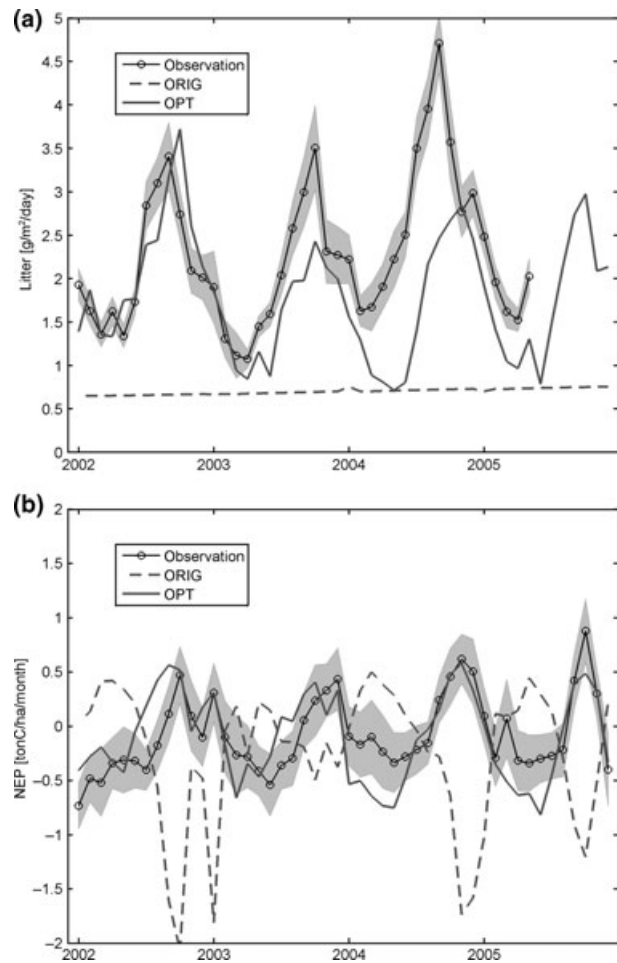 (a)
5
4.5
4
3.5
3
2.5
2
1.5
1
0.5
0
Litter [g/m²/day]
Observation
ORIG
OPT
2002 2003 2004 2005
(b)
2
1.5
1
0.5
0
−0.5
−1
−1.5
−2
NEP [tonC/ha/month]
Observation
ORIG
OPT
2002 2003 2004 2005